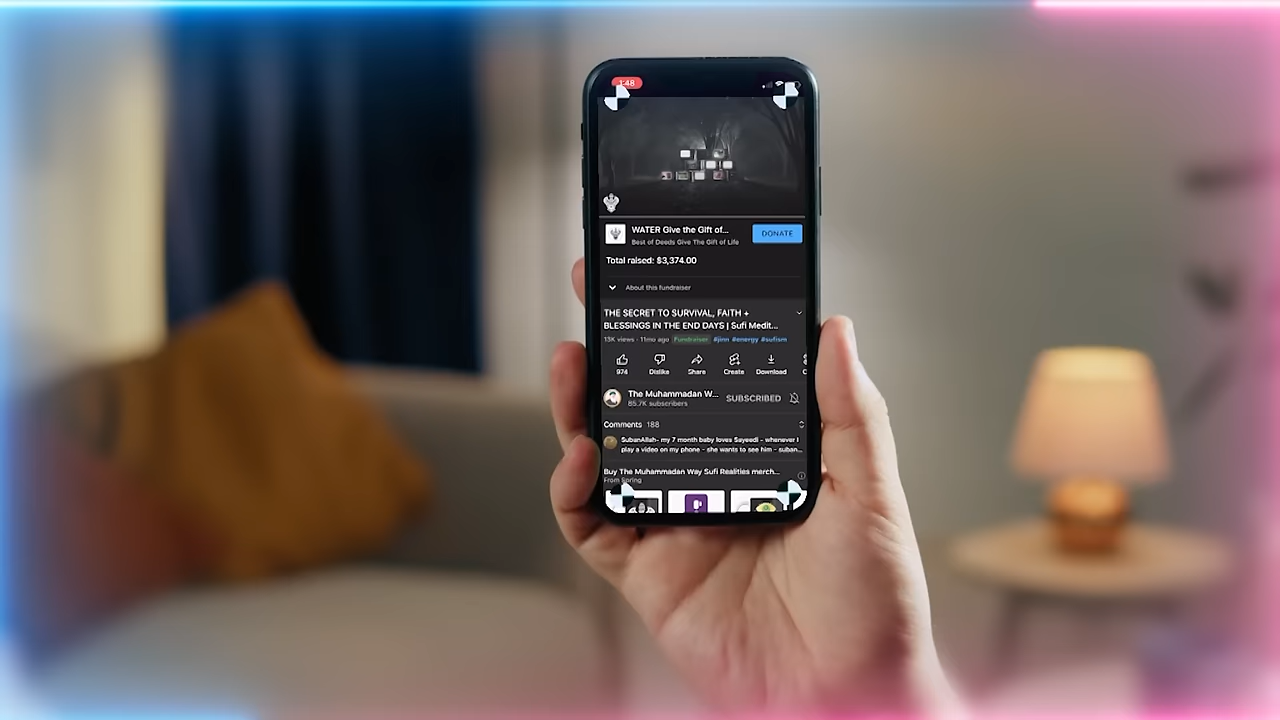 1:48
WATER Give the Gift of...
Best of Deeds Give The Gift of Life
DONATE
Total raised: $3,374.00
About this fundraiser
THE SECRET TO SURVIVAL, FAITH +
BLESSINGS IN THE END DAYS | Sufi Medit...
13K views · 11mo ago Fundraiser #jinn #energy #sufism
974 Dislike Share Create Download
The Muhammadan W...
85.7K subscribers
SUBSCRIBED
Comments 188
SubanAllah- my 7 month baby loves Sayeedi - whenever I
play a video on my phone - she wants to see him - suban...
Buy The Muhammadan Way Sufi Realities merch...
From Spring